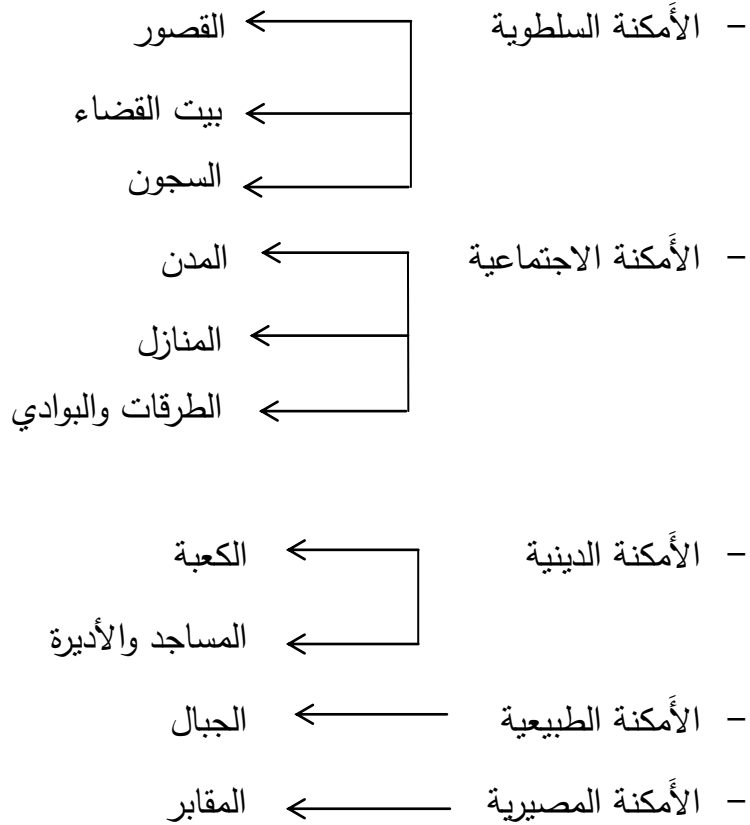 - الأَمكنة السلطوية القصور
بيت القضاء
السجون
- الأَمكنة الاجتماعية المدن
المنازل
الطرقات والبوادي
- الأَمكنة الدينية الكعبة
المساجد والأديرة
- الأَمكنة الطبيعية الجبال
- الأَمكنة المصيرية المقابر